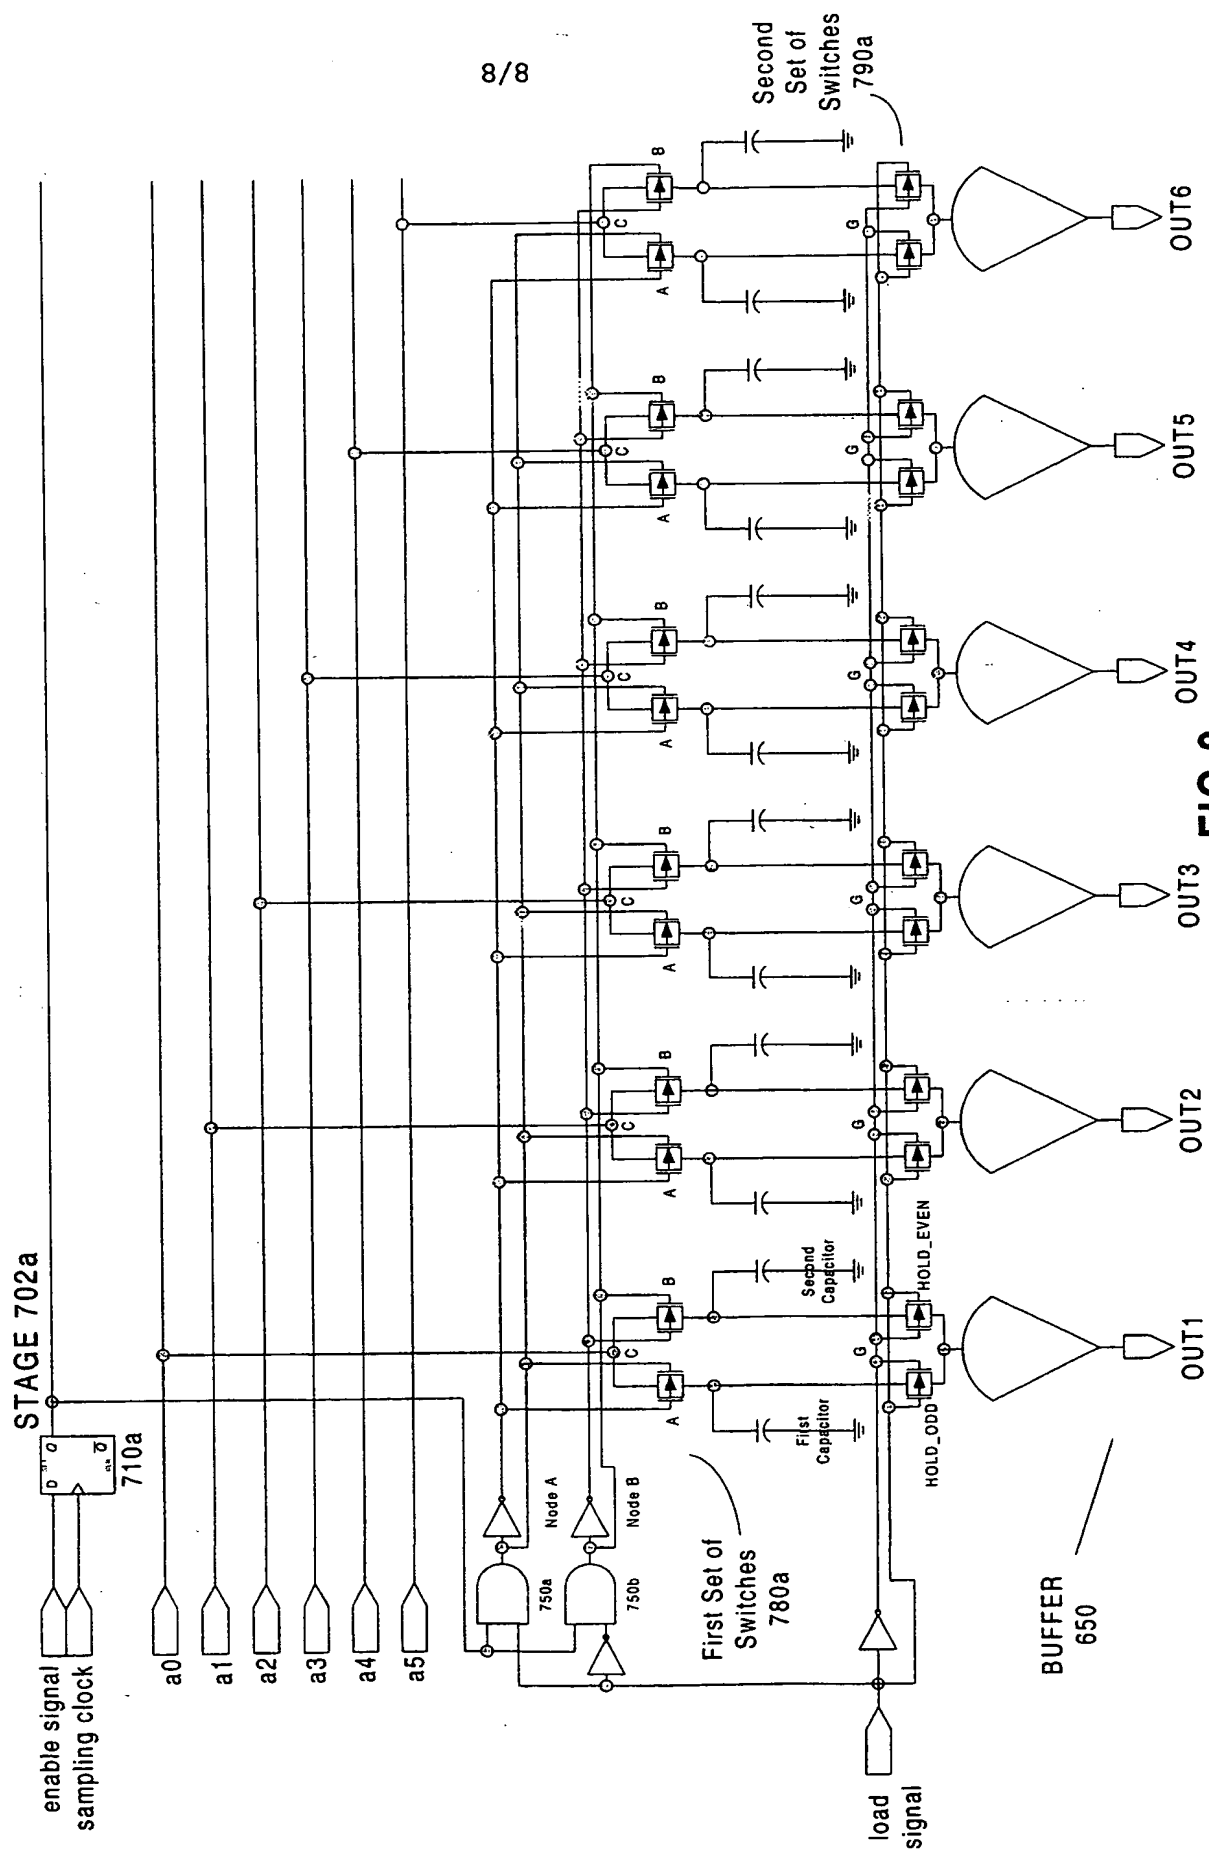 8/8
STAGE 702a
enable signal
sampling clock
D
Q
Q
710a
a0
a1
a2
a3
a4
a5
750a
Node A
750b
Node B
First Set of
Switches
780a
Second
Set of
Switches
790a
A
C
B
A
C
B
A
C
B
A
C
B
A
C
B
A
C
B
First
Capacitor
Second
Capacitor
HOLD_ODD
G
HOLD_EVEN
G
G
G
G
G
load
signal
BUFFER
650
OUT1
OUT2
OUT3
OUT4
OUT5
OUT6